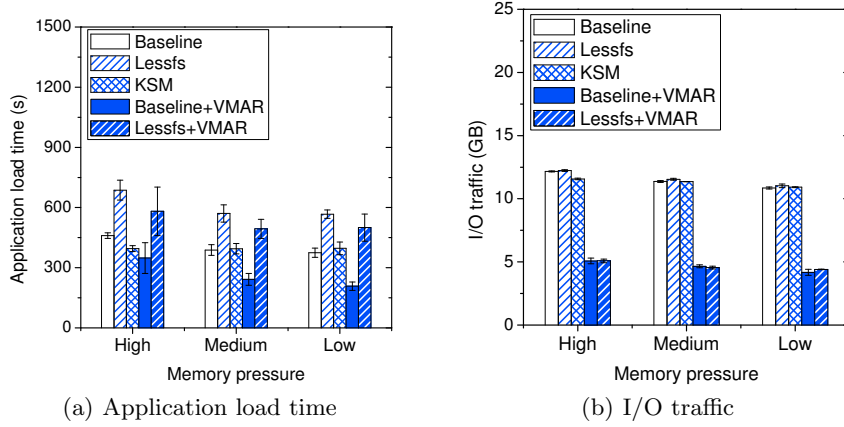 1500
1200
900
600
300
0
Application load time (s)
Baseline
Lessfs
KSM
Baseline+VMAR
Lessfs+VMAR
High Medium Low
Memory pressure
(a) Application load time
25
20
15
10
5
0
I/O traffic (GB)
Baseline
Lessfs
KSM
Baseline+VMAR
Lessfs+VMAR
High Medium Low
Memory pressure
(b) I/O traffic